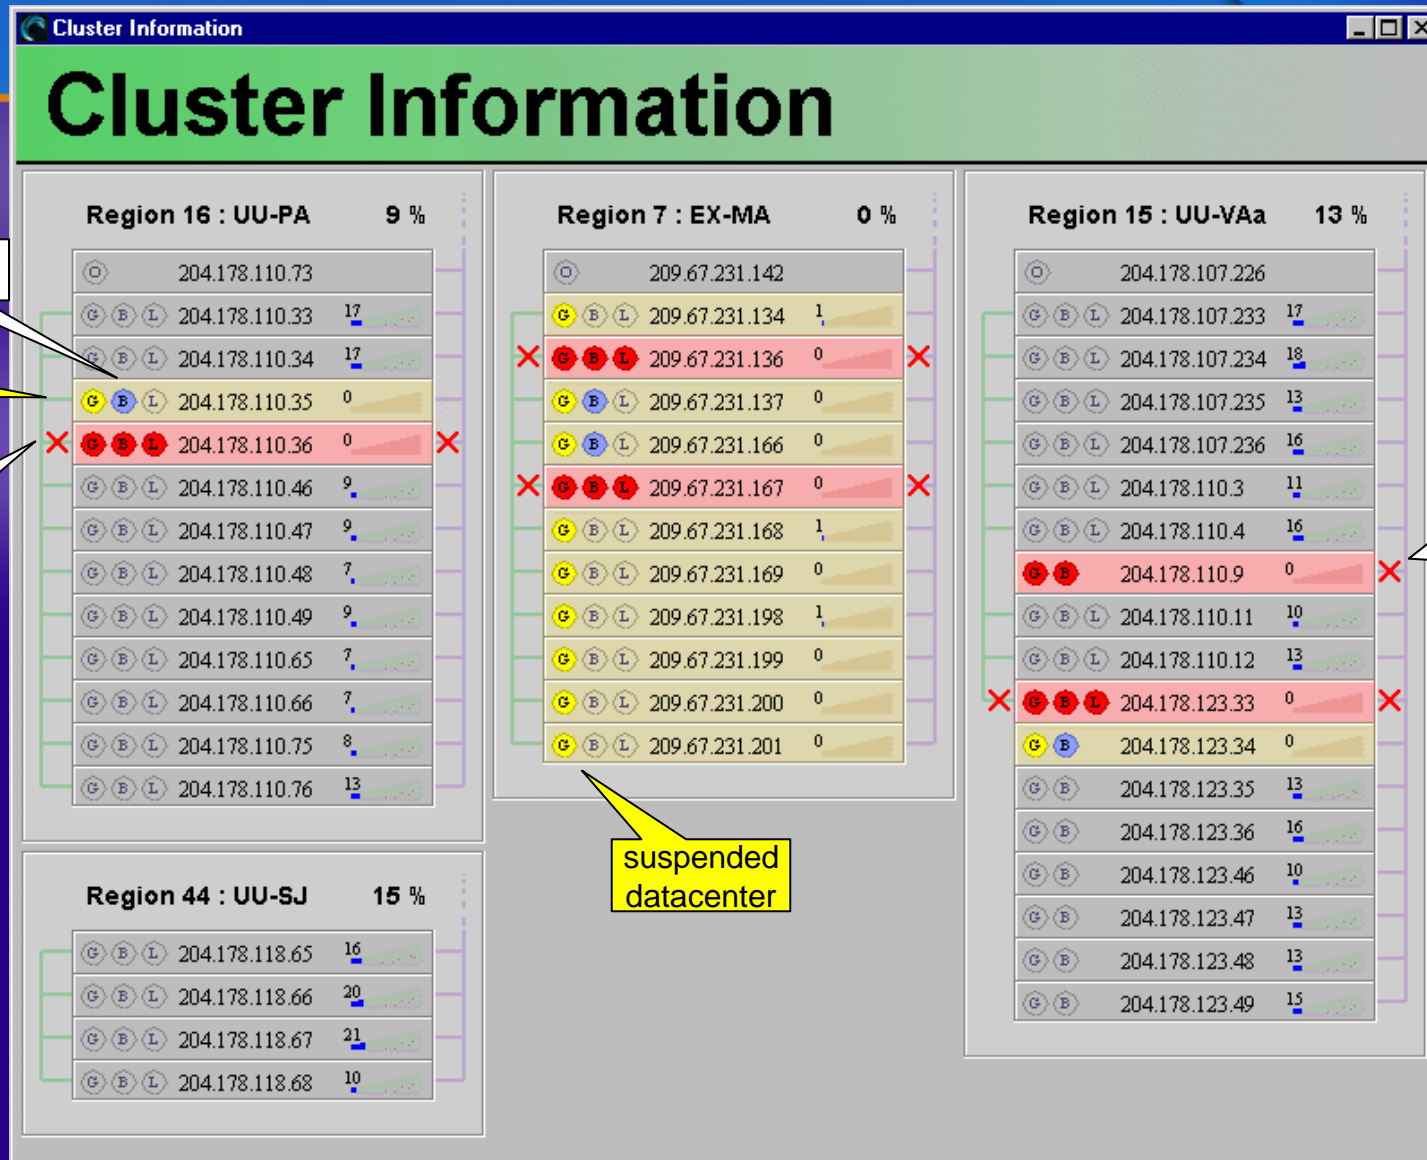 Cluster Information
Cluster Information
Region 16 : UU-PA 9 %
O 204.178.110.73
G B L 204.178.110.33 17
G B L 204.178.110.34 17
G B L 204.178.110.35 0
G B L 204.178.110.36 0
G B L 204.178.110.46 9
G B L 204.178.110.47 9
G B L 204.178.110.48 7
G B L 204.178.110.49 9
G B L 204.178.110.65 7
G B L 204.178.110.66 7
G B L 204.178.110.75 8
G B L 204.178.110.76 13
Region 44 : UU-SJ 15 %
G B L 204.178.118.65 16
G B L 204.178.118.66 20
G B L 204.178.118.67 21
G B L 204.178.118.68 10
Region 7 : EX-MA 0 %
O 209.67.231.142
G B L 209.67.231.134 1
G B L 209.67.231.136 0
G B L 209.67.231.137 0
G B L 209.67.231.166 0
G B L 209.67.231.167 0
G B L 209.67.231.168 1
G B L 209.67.231.169 0
G B L 209.67.231.198 1
G B L 209.67.231.199 0
G B L 209.67.231.200 0
G B L 209.67.231.201 0
suspended
datacenter
Region 15 : UU-VAa 13 %
O 204.178.107.226
G B L 204.178.107.233 17
G B L 204.178.107.234 18
G B L 204.178.107.235 13
G B L 204.178.107.236 16
G B L 204.178.110.3 11
G B L 204.178.110.4 16
G B 204.178.110.9 0
G B L 204.178.110.11 10
G B L 204.178.110.12 13
G B L 204.178.123.33 0
G B 204.178.123.34 0
G B 204.178.123.35 13
G B 204.178.123.36 16
G B 204.178.123.46 10
G B 204.178.123.47 13
G B 204.178.123.48 13
G B 204.178.123.49 15